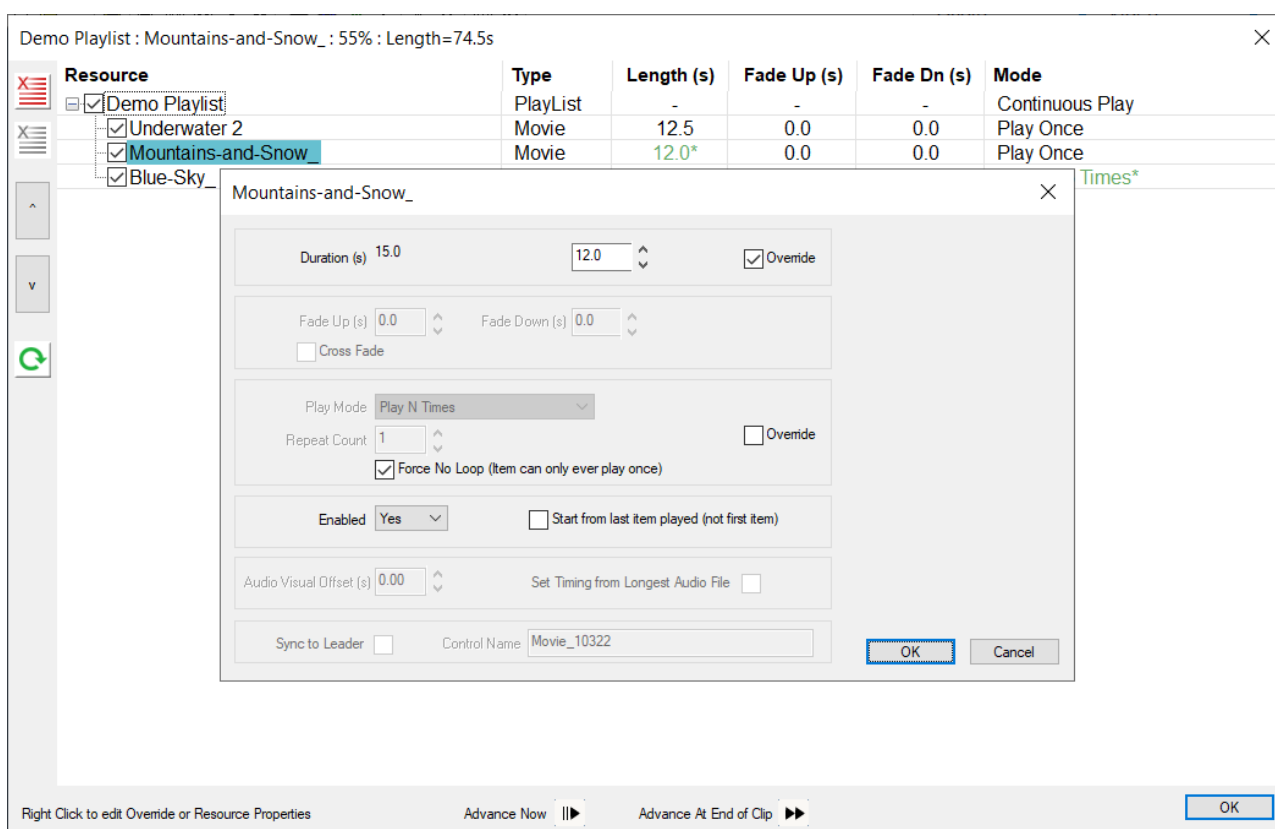 Demo Playlist : Mountains-and-Snow_ : 55% : Length=74.5s
Resource Type Length (s) Fade Up (s) Fade Dn (s) Mode
Demo Playlist PlayList - - - Continuous Play
Underwater 2 Movie 12.5 0.0 0.0 Play Once
Mountains-and-Snow_ Movie 12.0* 0.0 0.0 Play Once
Blue-Sky_ Times*
Mountains-and-Snow_
Duration (s) 15.0 12.0 Override
Fade Up (s) 0.0 Fade Down (s) 0.0
Cross Fade
Play Mode Play N Times
Repeat Count 1 Override
Force No Loop (Item can only ever play once)
Enabled Yes Start from last item played (not first item)
Audio Visual Offset (s) 0.00 Set Timing from Longest Audio File
Sync to Leader Control Name Movie_10322
OK Cancel
Right Click to edit Override or Resource Properties Advance Now Advance At End of Clip OK